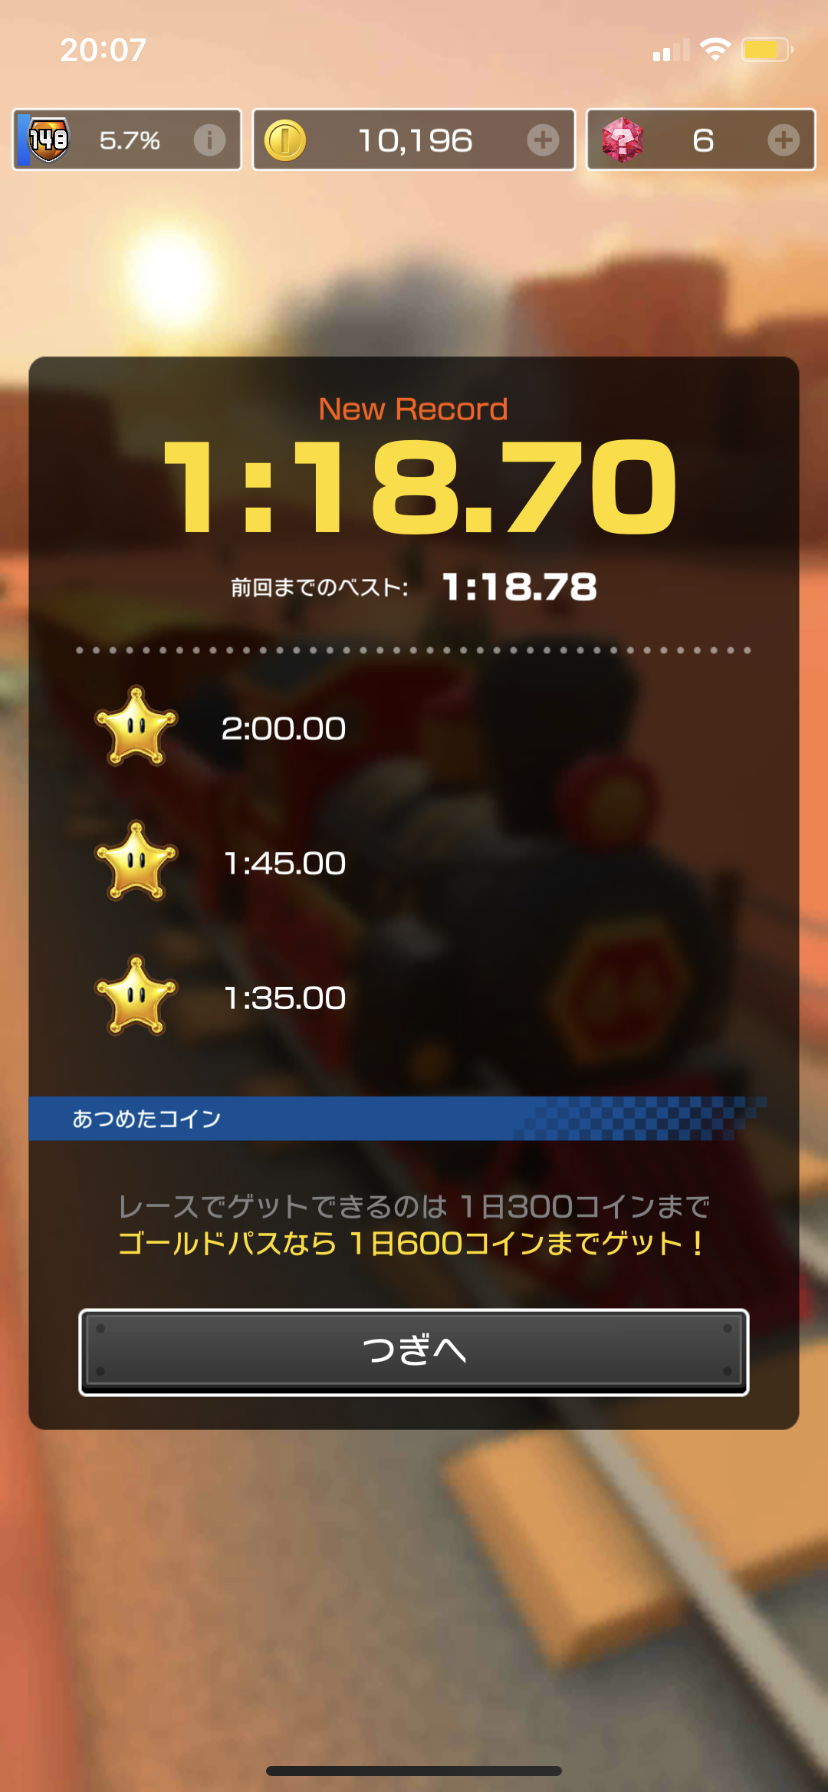 20:07
148 5.7% i 10,196 + ? 6 +
New Record
1:18.70
前回までのベスト: 1:18.78
2:00.00
1:45.00
1:35.00
あつめたコイン
レースでゲットできるのは 1日300コインまで
ゴールドパスなら 1日600コインまでゲット！
つぎへ